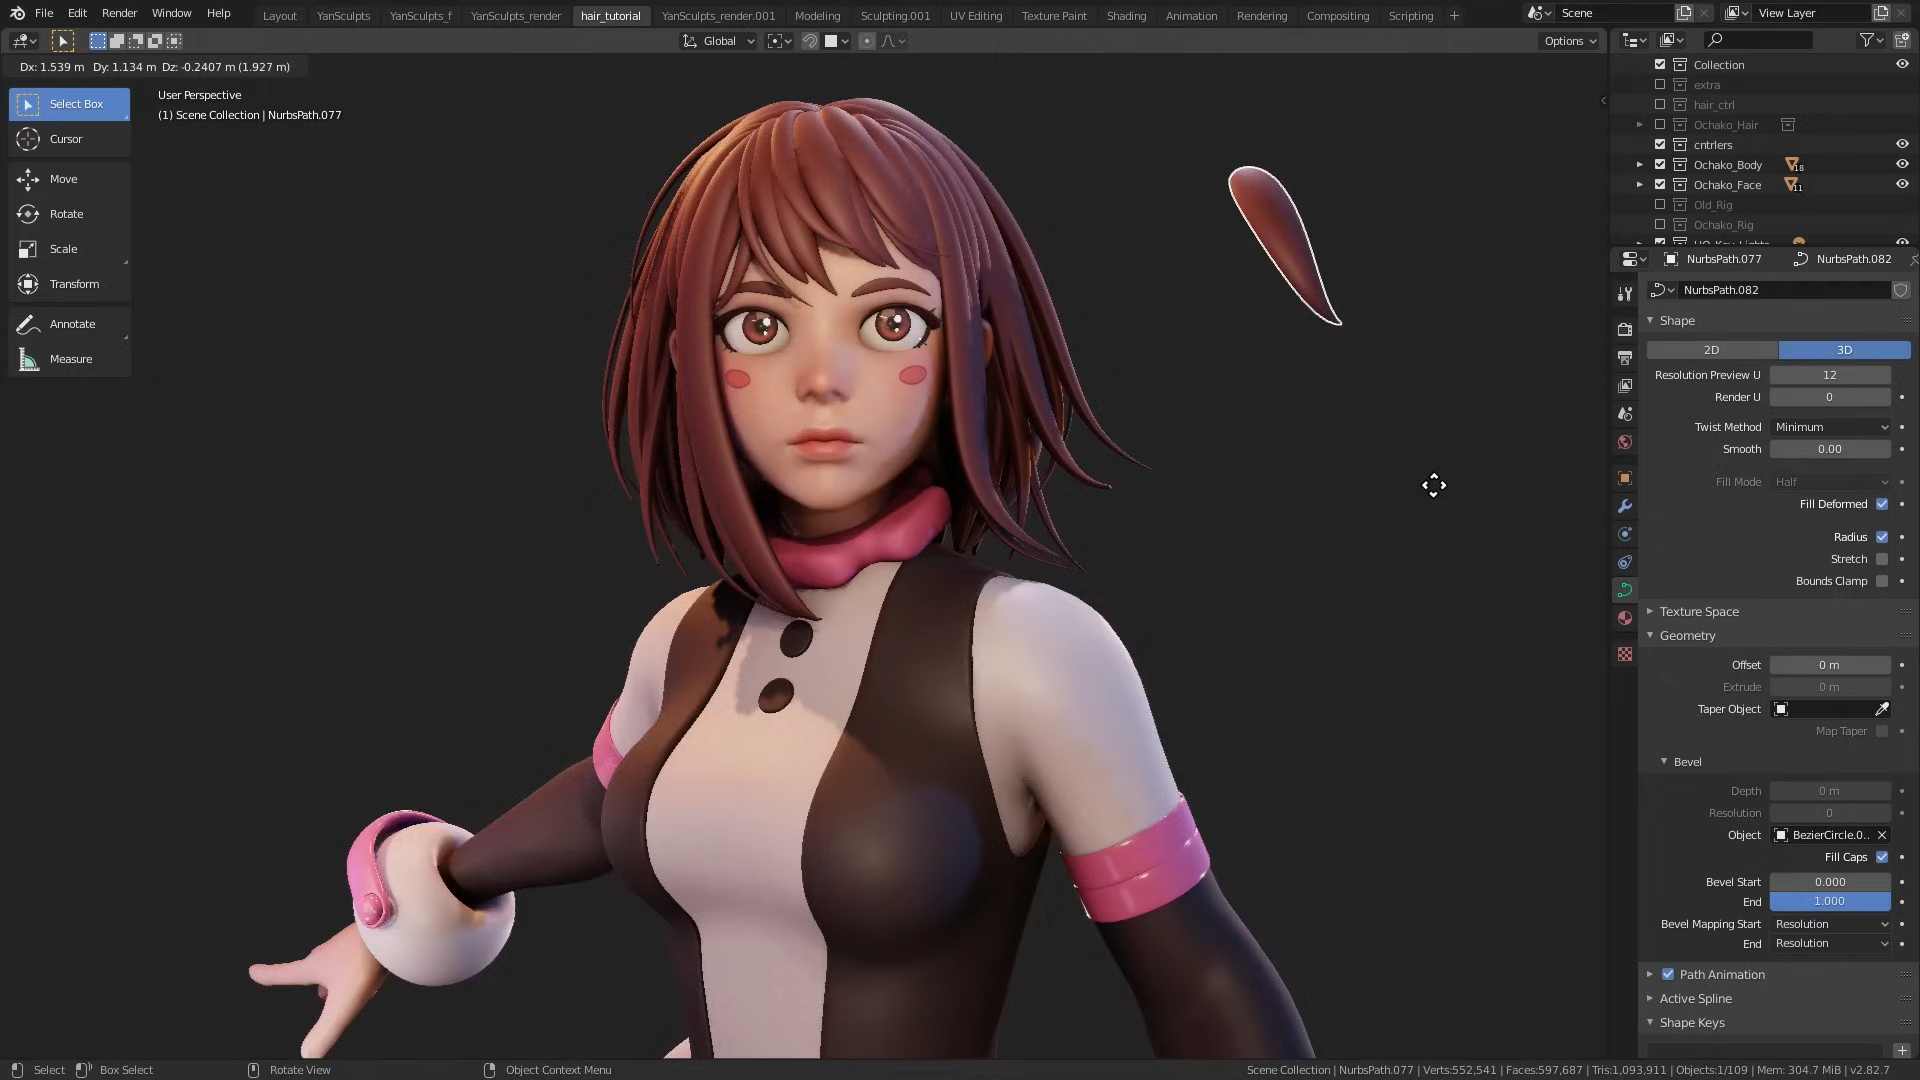 File Edit Render Window Help Layout YanSculpts YanSculpts_f YanSculpts_render hair_tutorial YanSculpts_render.001 Modeling Sculpting.001 UV Editing Texture Paint Shading Animation Rendering Compositing Scripting + Scene View Layer
Global Options
Dx: 1.539 m Dy: 1.134 m Dz: -0.2407 m (1.927 m)
User Perspective
(1) Scene Collection | NurbsPath.077
Select Box
Cursor
Move
Rotate
Scale
Transform
Annotate
Measure
Collection
extra
hair_ctrl
Ochako_Hair
cntrlers
Ochako_Body 18
Ochako_Face 11
Old_Rig
Ochako_Rig
NurbsPath.077 NurbsPath.082
NurbsPath.082
Shape
2D 3D
Resolution Preview U 12
Render U 0
Twist Method Minimum
Smooth 0.00
Fill Mode Half
Fill Deformed
Radius
Stretch
Bounds Clamp
Texture Space
Geometry
Offset 0 m
Extrude 0 m
Taper Object
Map Taper
Bevel
Depth 0 m
Resolution 0
Object BezierCircle.0..
Fill Caps
Bevel Start 0.000
End 1.000
Bevel Mapping Start Resolution
End Resolution
Path Animation
Active Spline
Shape Keys
Select Box Select Rotate View Object Context Menu Scene Collection | NurbsPath.077 | Verts:552,541 | Faces:597,687 | Tris:1,093,911 | Objects:1/109 | Mem: 304.7 MiB | v2.82.7